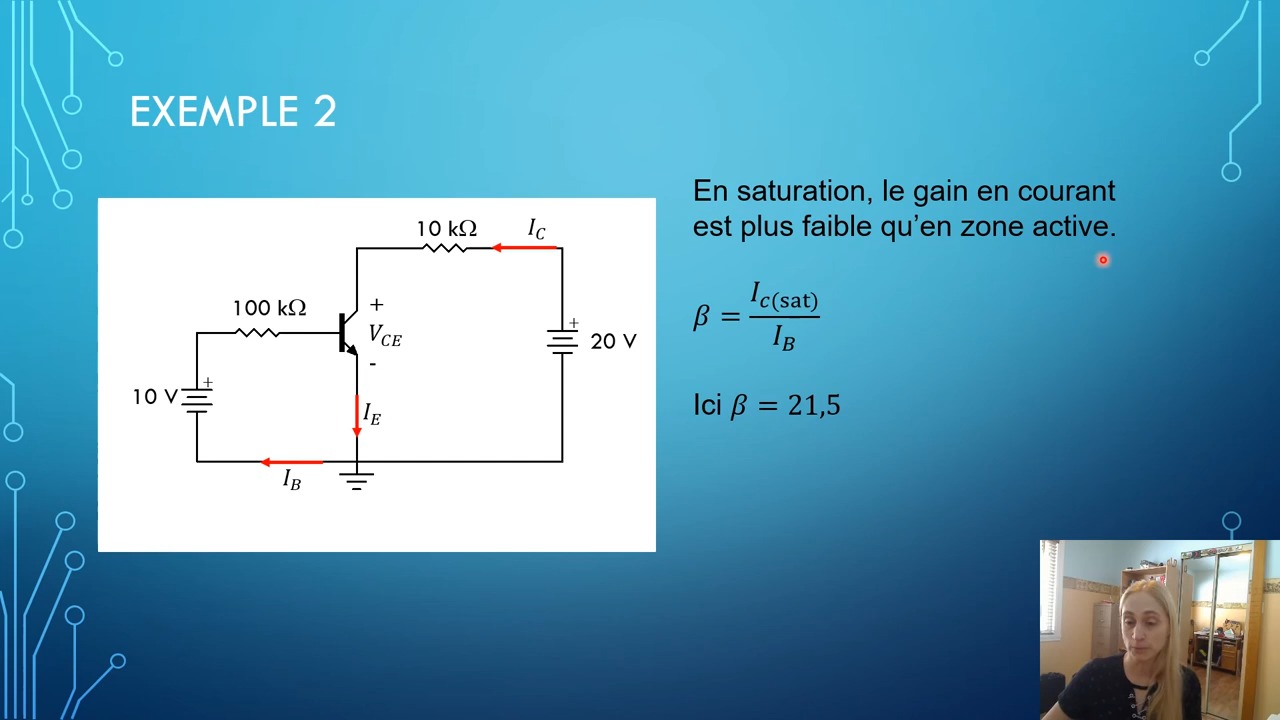 EXEMPLE 2
En saturation, le gain en courant
est plus faible qu’en zone active.
10 kΩ
I_C
100 kΩ
+
V_CE
-
+
20 V
+
10 V
I_E
I_B
β = I_c(sat) / I_B
Ici β = 21,5